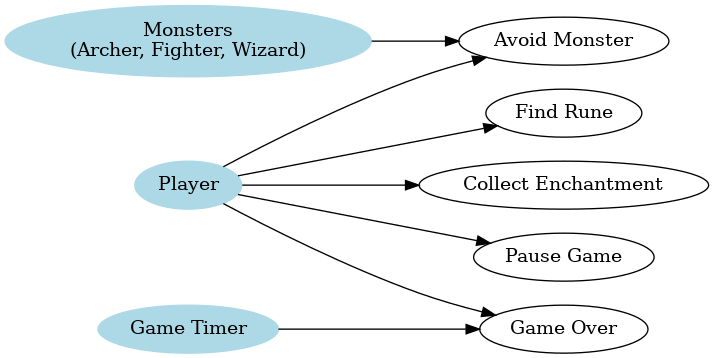 Monsters
(Archer, Fighter, Wizard)
Avoid Monster
Find Rune
Player
Collect Enchantment
Pause Game
Game Timer
Game Over